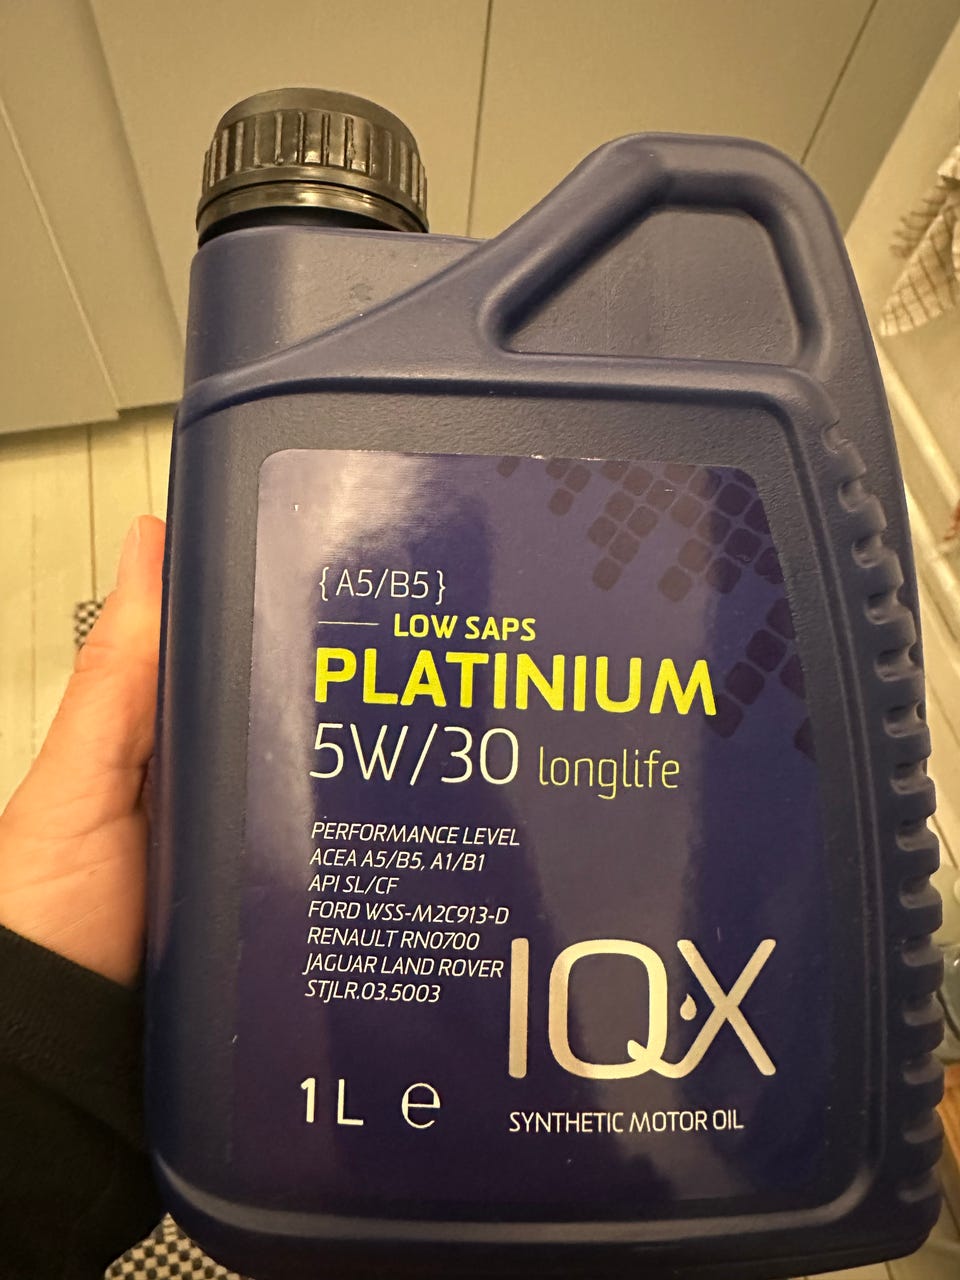 {A5/B5}
LOW SAPS
PLATINIUM
5W/30 longlife
PERFORMANCE LEVEL
ACEA A5/B5, A1/B1
API SL/CF
FORD WSS-M2C913-D
RENAULT RN0700
JAGUAR LAND ROVER
STJLR.03.5003
IQX
1L e
SYNTHETIC MOTOR OIL